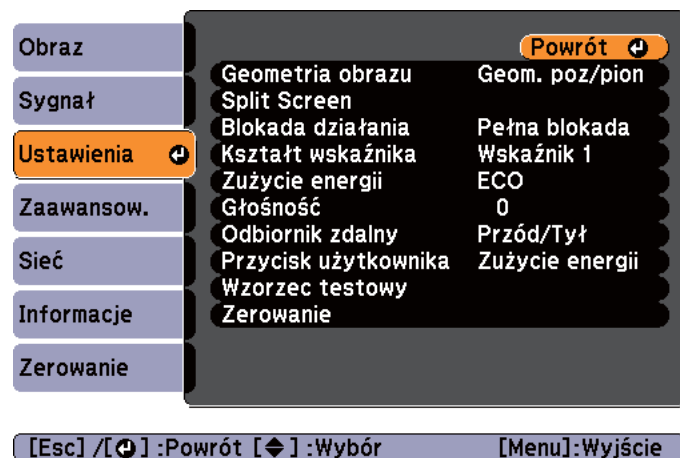 Obraz
Sygnał
Ustawienia
Zaawansow.
Sieć
Informacje
Zerowanie
Powrót
Geometria obrazu Geom. poz/pion
Split Screen
Blokada działania Pełna blokada
Kształt wskaźnika Wskaźnik 1
Zużycie energii ECO
Głośność 0
Odbiornik zdalny Przód/Tył
Przycisk użytkownika Zużycie energii
Wzorzec testowy
Zerowanie
[Esc] /[ ] :Powrót [ ] :Wybór [Menu]:Wyjście